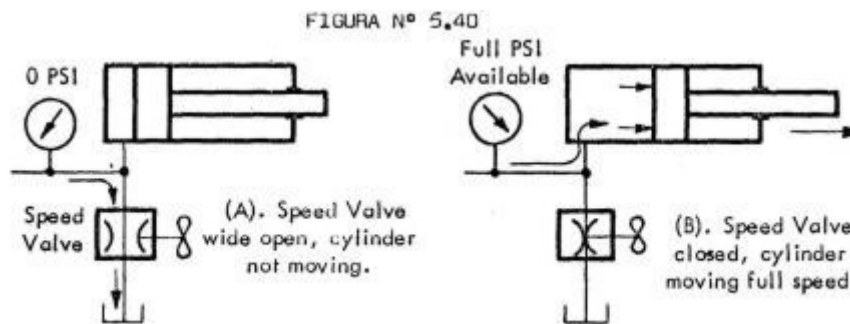 FIGURA Nº 5.40
0 PSI
Full PSI
Available
Speed
Valve
(A). Speed Valve
wide open, cylinder
not moving.
(B). Speed Valve
closed, cylinder
moving full speed